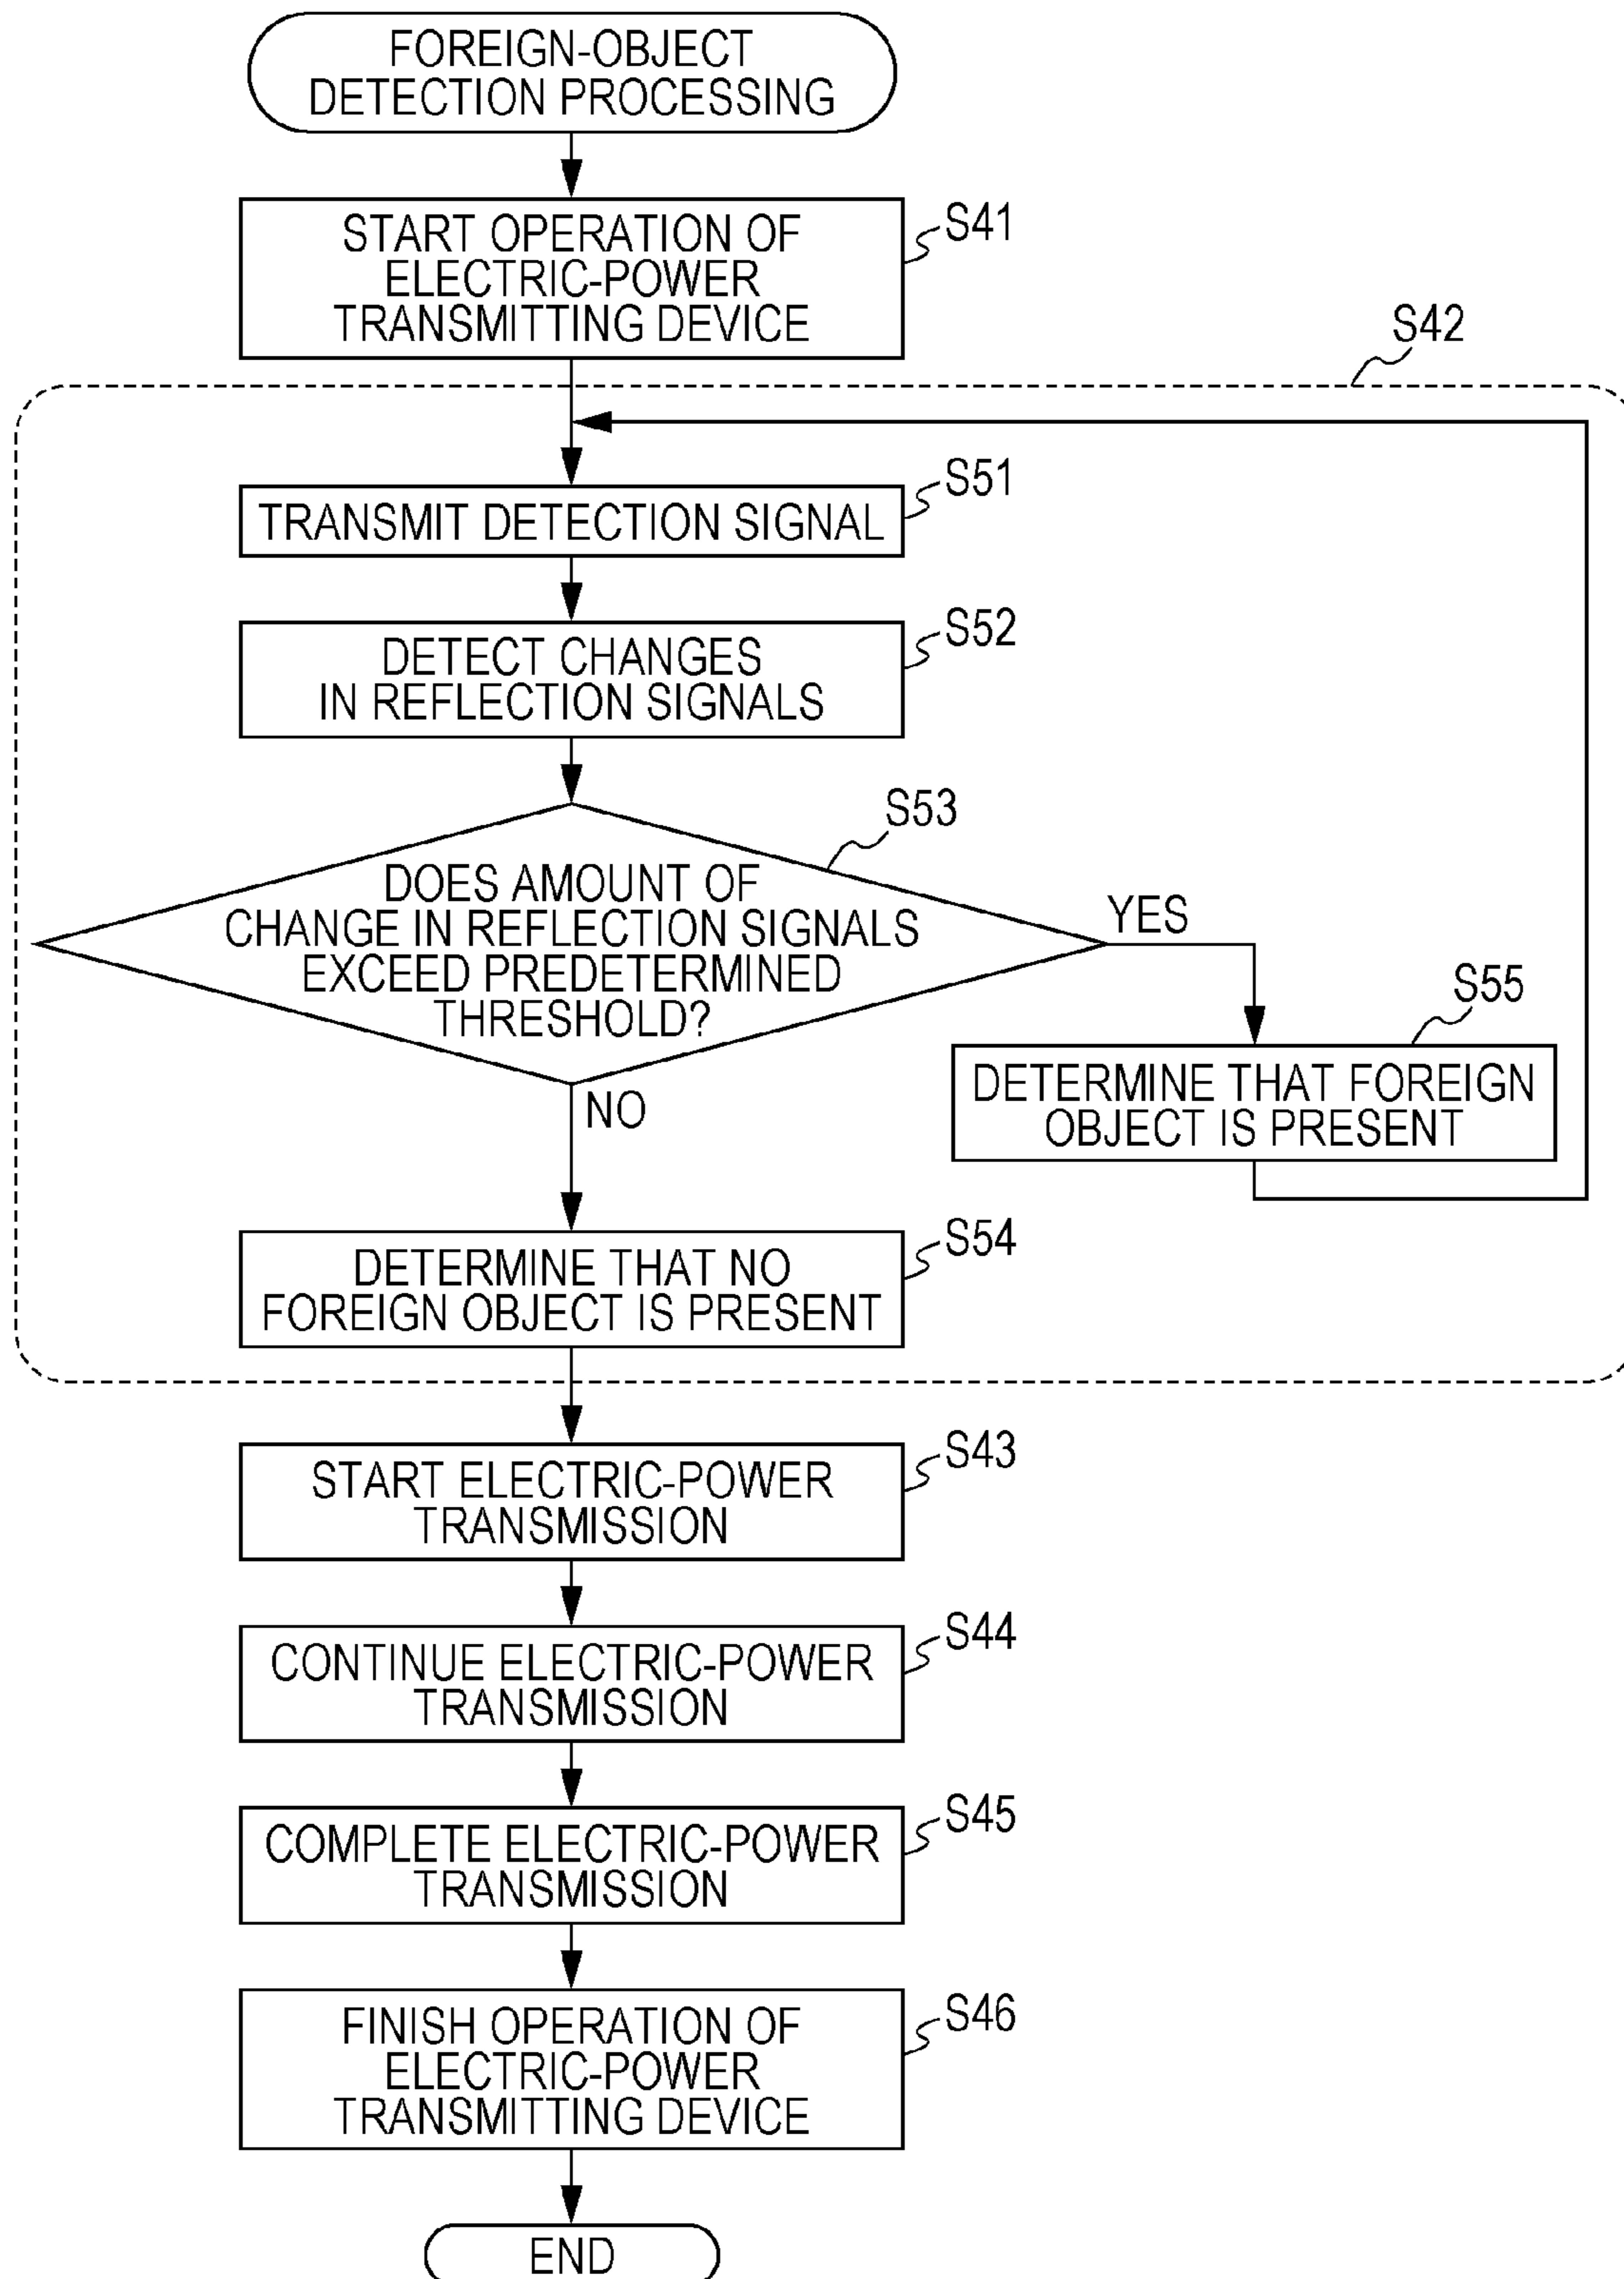 FOREIGN-OBJECT
DETECTION PROCESSING
START OPERATION OF
ELECTRIC-POWER
TRANSMITTING DEVICE
S41
S42
TRANSMIT DETECTION SIGNAL
S51
DETECT CHANGES
IN REFLECTION SIGNALS
S52
S53
DOES AMOUNT OF
CHANGE IN REFLECTION SIGNALS
EXCEED PREDETERMINED
THRESHOLD?
YES
NO
S55
DETERMINE THAT FOREIGN
OBJECT IS PRESENT
DETERMINE THAT NO
FOREIGN OBJECT IS PRESENT
S54
START ELECTRIC-POWER
TRANSMISSION
S43
CONTINUE ELECTRIC-POWER
TRANSMISSION
S44
COMPLETE ELECTRIC-POWER
TRANSMISSION
S45
FINISH OPERATION OF
ELECTRIC-POWER
TRANSMITTING DEVICE
S46
END